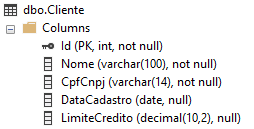 dbo.Cliente
Columns
Id (PK, int, not null)
Nome (varchar(100), not null)
CpfCnpj (varchar(14), not null)
DataCadastro (date, null)
LimiteCredito (decimal(10,2), null)